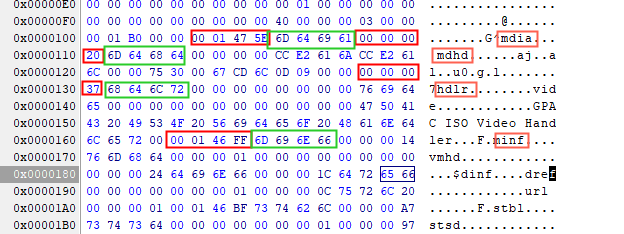 0x000000E0 00 00 00 00 00 00 00 00 00 00 01 00 00 00 00 00 ................
0x000000F0 00 00 00 00 00 00 00 00 00 40 00 00 00 03 00 00 .........@......
0x00000100 00 01 B0 00 00 00 01 47 5E 6D 64 69 61 00 00 00 .......G^mdia...
0x00000110 20 6D 64 68 64 00 00 00 00 CC E2 61 6A CC E2 61  mdhd......aj..a
0x00000120 6C 00 00 75 30 00 67 CD 6C 0D 09 00 00 00 00 00 l..u0.g.l.......
0x00000130 37 68 64 6C 72 00 00 00 00 00 00 00 00 76 69 64 7hdlr........vid
0x00000140 65 00 00 00 00 00 00 00 00 00 00 00 00 47 50 41 e............GPA
0x00000150 43 20 49 53 4F 20 56 69 64 65 6F 20 48 61 6E 64 C ISO Video Hand
0x00000160 6C 65 72 00 00 01 46 FF 6D 69 6E 66 00 00 00 14 ler...F.minf....
0x00000170 76 6D 68 64 00 00 00 01 00 00 00 00 00 00 00 00 vmhd............
0x00000180 00 00 00 24 64 69 6E 66 00 00 00 1C 64 72 65 66 ...$dinf....dref
0x00000190 00 00 00 00 00 00 00 01 00 00 00 0C 75 72 6C 20 ............url
0x000001A0 00 00 00 01 00 01 46 BF 73 74 62 6C 00 00 00 A7 ......F.stbl....
0x000001B0 73 74 73 64 00 00 00 00 00 00 00 01 00 00 00 97 stsd............